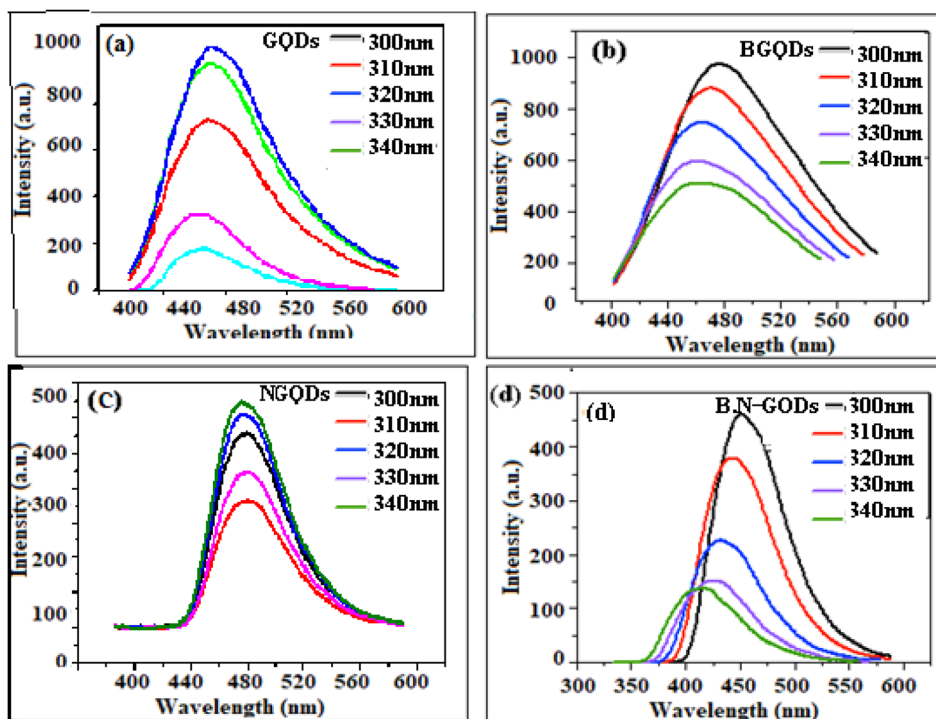 (a)
GQDs
300nm
310nm
320nm
330nm
340nm
1000
800
600
400
200
0
Intensity (a.u.)
400 440 480 520 560 600
Wavelength (nm)
(b)
BGQDs
300nm
310nm
320nm
330nm
340nm
1000
800
600
400
200
0
Intensity (a.u.)
400 440 480 520 560 600
Wavelength (nm)
(C)
NGQDs
300nm
310nm
320nm
330nm
340nm
500
400
300
200
100
0
Intensity (a.u.)
400 440 480 520 560 600
Wavelength (nm)
(d)
(d)
B,N-GQDs
300nm
310nm
320nm
330nm
340nm
500
400
300
200
100
0
Intensity (a.u.)
300 350 400 450 500 550 600
Wavelength (nm)